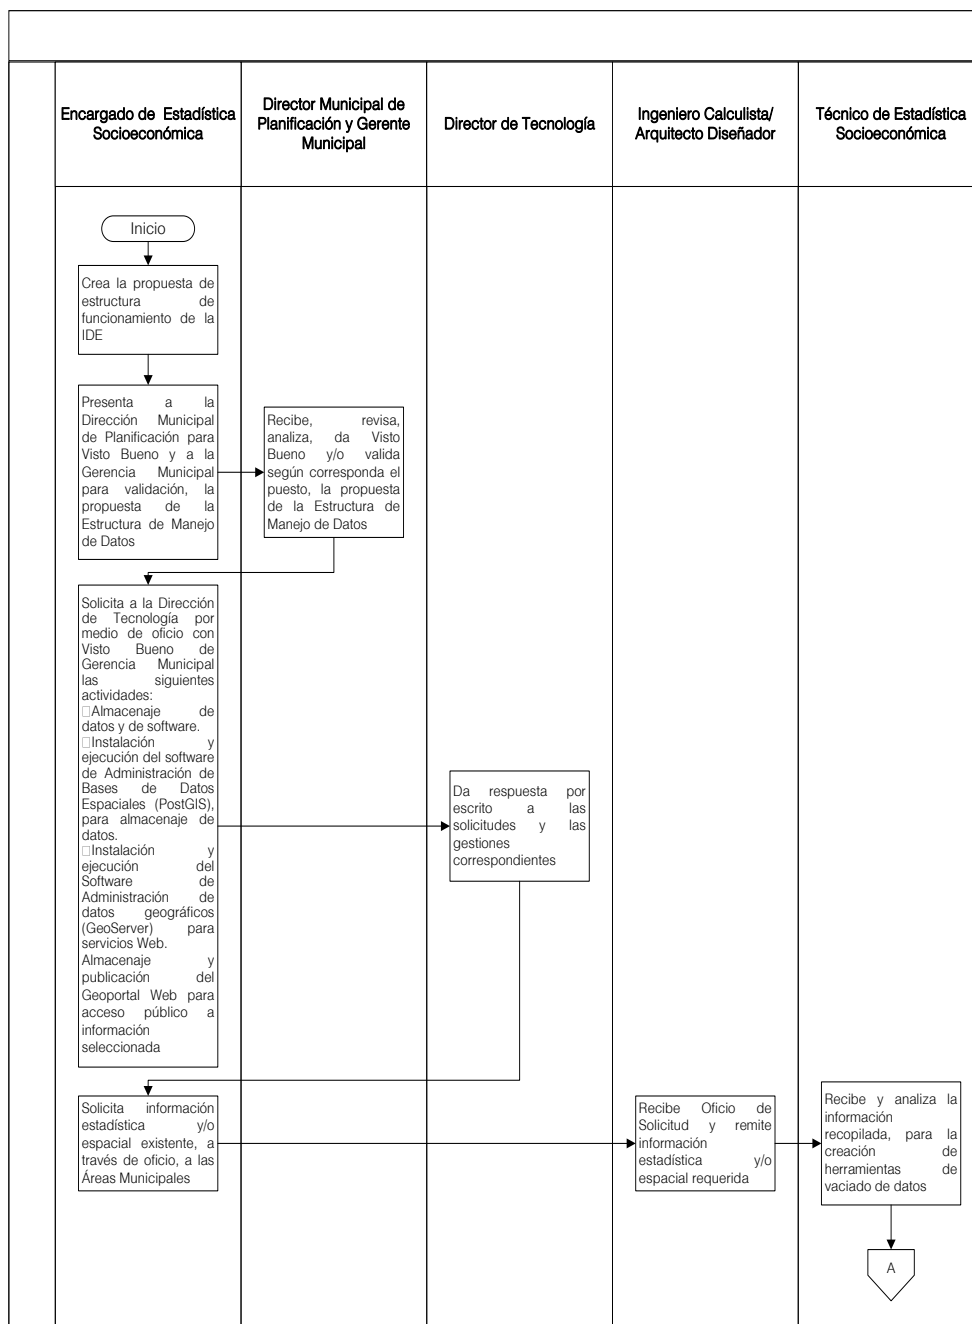 Encargado de Estadística
Socioeconómica
Director Municipal de
Planificación y Gerente
Municipal
Director de Tecnología
Ingeniero Calculista/
Arquitecto Diseñador
Técnico de Estadística
Socioeconómica
Inicio
Crea la propuesta de
estructura de
funcionamiento de la
IDE
Presenta a la
Dirección Municipal
de Planificación para
Visto Bueno y a la
Gerencia Municipal
para validación, la
propuesta de la
Estructura de Manejo
de Datos
Recibe, revisa,
analiza, da Visto
Bueno y/o valida
según corresponda el
puesto, la propuesta
de la Estructura de
Manejo de Datos
Solicita a la Dirección
de Tecnología por
medio de oficio con
Visto Bueno de
Gerencia Municipal
las siguientes
actividades:
Almacenaje de
datos y de software.
Instalación y
ejecución del software
de Administración de
Bases de Datos
Espaciales (PostGIS),
para almacenaje de
datos.
Instalación y
ejecución del
Software de
Administración de
datos geográficos
(GeoServer) para
servicios Web.
Almacenaje y
publicación del
Geoportal Web para
acceso público a
información
seleccionada
Da respuesta por
escrito a las
solicitudes y las
gestiones
correspondientes
Solicita información
estadística y/o
espacial existente, a
través de oficio, a las
Áreas Municipales
Recibe Oficio de
Solicitud y remite
información
estadística y/o
espacial requerida
Recibe y analiza la
información
recopilada, para la
creación de
herramientas de
vaciado de datos
A